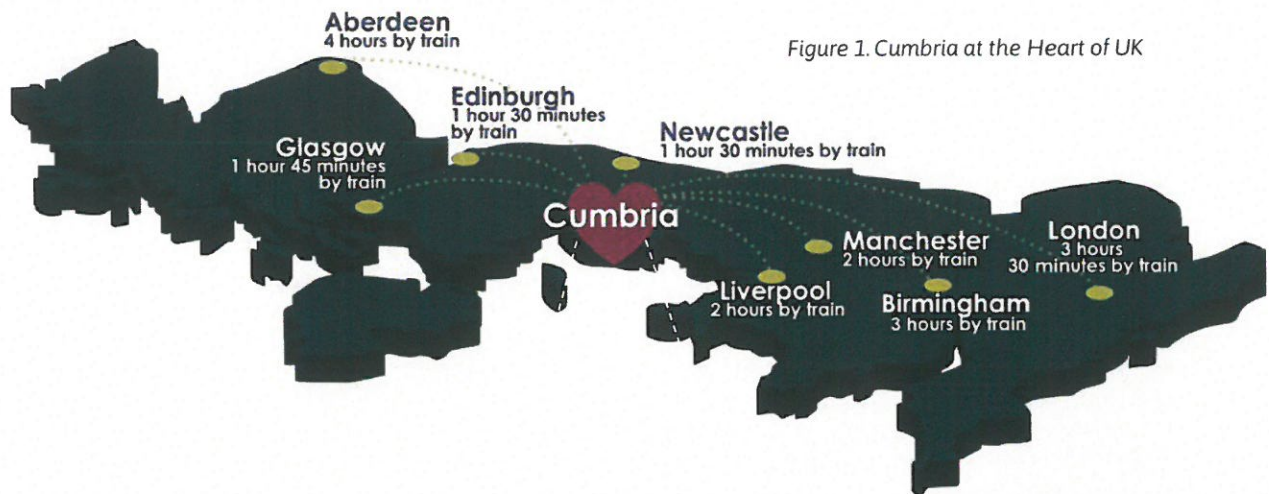 Aberdeen
4 hours by train
Figure 1. Cumbria at the Heart of UK
Edinburgh
1 hour 30 minutes
by train
Newcastle
1 hour 30 minutes by train
Glasgow
1 hour 45 minutes
by train
Cumbria
Manchester
2 hours by train
London
3 hours
30 minutes by train
Liverpool
2 hours by train
Birmingham
3 hours by train